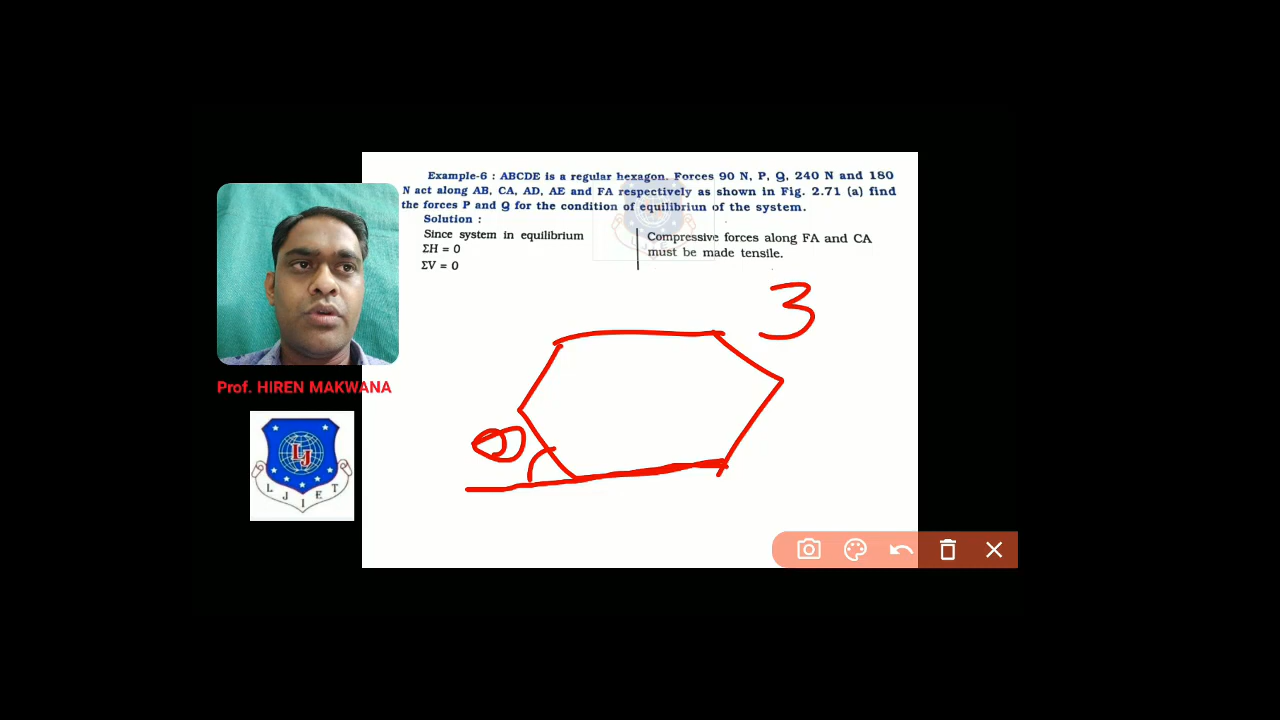 Example-6 : ABCDE is a regular hexagon. Forces 90 N, P, Q, 240 N and 180
N act along AB, CA, AD, AE and FA respectively as shown in Fig. 2.71 (a) find
the forces P and Q for the condition of equilibriun of the system.
Solution :
Since system in equilibrium
ΣH = 0
ΣV = 0
Compressive forces along FA and CA
must be made tensile.
3
θ
Prof. HIREN MAKWANA
LJ
LJIET